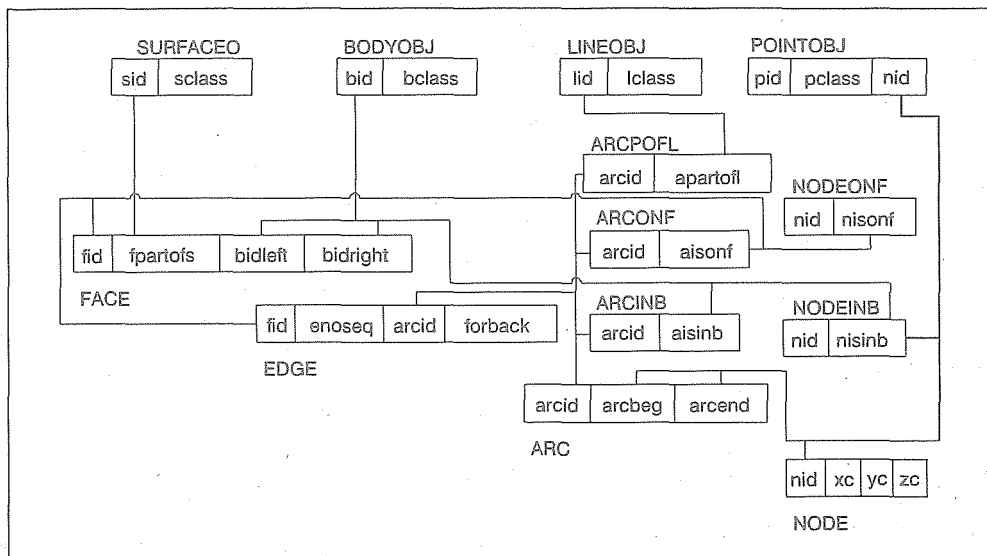 SURFACEO BODYOBJ LINEOBJ POINTOBJ
sid sclass bid bclass lid lclass pid pclass nid
ARCPOFL
arcid apartofl
NODEONF
nid nisonf
ARCONF
arcid aisonf
fid fpartofs bidleft bidright
FACE
ARCINB
arcid aisinb
NODEINB
nid nisinb
fid enoseq arcid forback
EDGE
arcid arcbeg arcend
ARC
nid xc yc zc
NODE